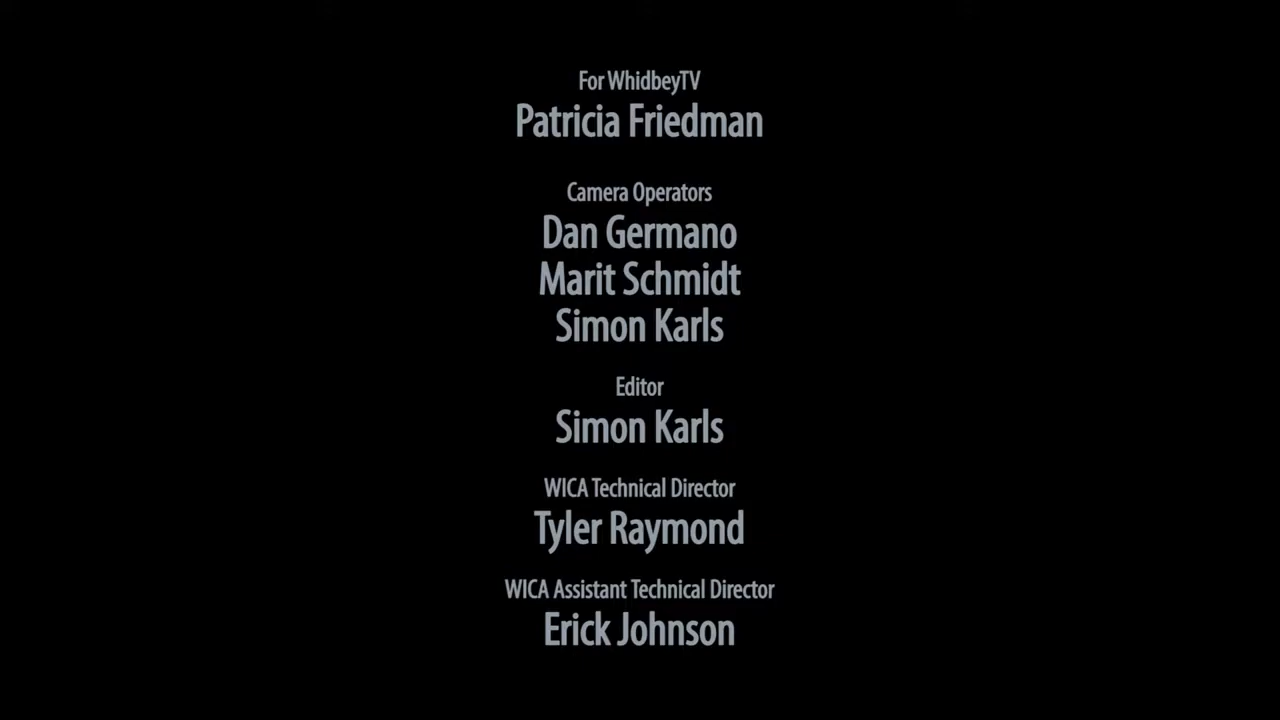 For WhidbeyTV
Patricia Friedman
Camera Operators
Dan Germano
Marit Schmidt
Simon Karls
Editor
Simon Karls
WICA Technical Director
Tyler Raymond
WICA Assistant Technical Director
Erick Johnson